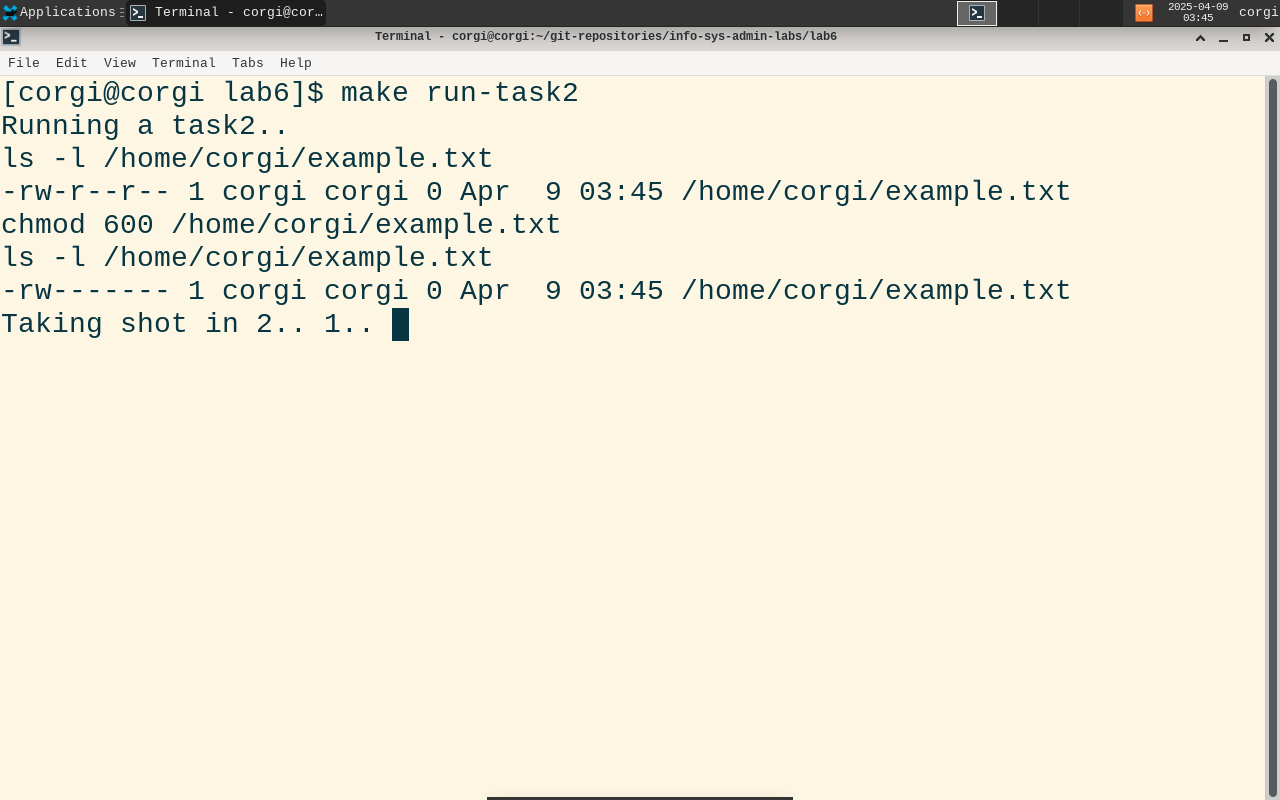 Applications Terminal - corgi@cor… 2025-04-09 corgi
03:45
Terminal - corgi@corgi:~/git-repositories/info-sys-admin-labs/lab6
File Edit View Terminal Tabs Help
[corgi@corgi lab6]$ make run-task2
Running a task2..
ls -l /home/corgi/example.txt
-rw-r--r-- 1 corgi corgi 0 Apr  9 03:45 /home/corgi/example.txt
chmod 600 /home/corgi/example.txt
ls -l /home/corgi/example.txt
-rw------- 1 corgi corgi 0 Apr  9 03:45 /home/corgi/example.txt
Taking shot in 2.. 1..